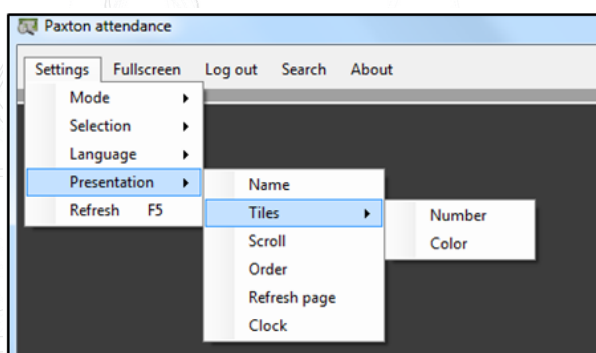 Paxton attendance
Settings Fullscreen Log out Search About
Mode
Selection
Language
Presentation
Refresh F5
Name
Tiles
Scroll
Order
Refresh page
Clock
Number
Color